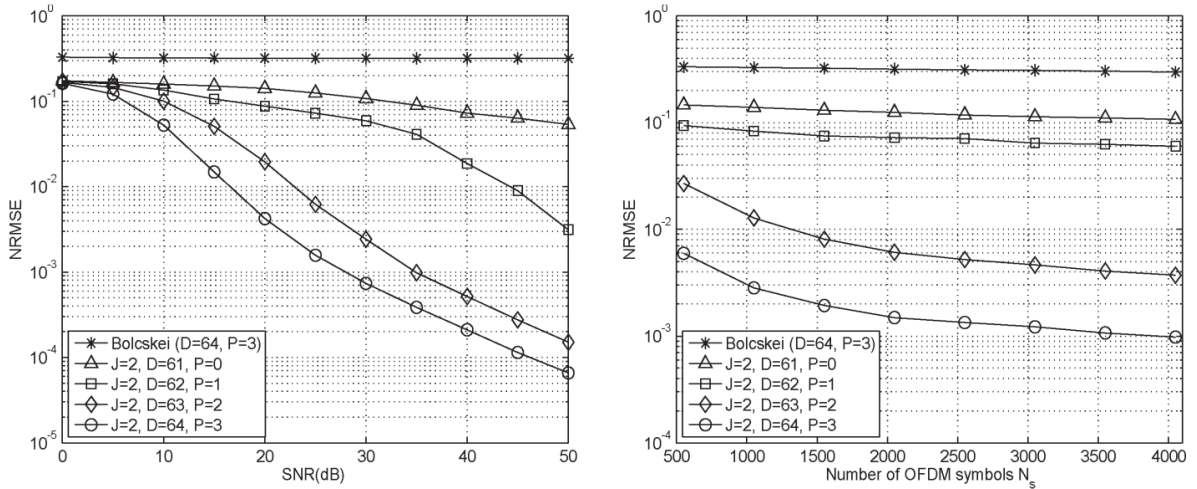 10^0
10^-1
10^-2
10^-3
10^-4
10^-5
NRMSE
0 10 20 30 40 50
SNR(dB)
Bolcskei (D=64, P=3)
J=2, D=61, P=0
J=2, D=62, P=1
J=2, D=63, P=2
J=2, D=64, P=3
10^0
10^-1
10^-2
10^-3
10^-4
NRMSE
500 1000 1500 2000 2500 3000 3500 4000
Number of OFDM symbols N_s
Bolcskei (D=64, P=3)
J=2, D=61, P=0
J=2, D=62, P=1
J=2, D=63, P=2
J=2, D=64, P=3